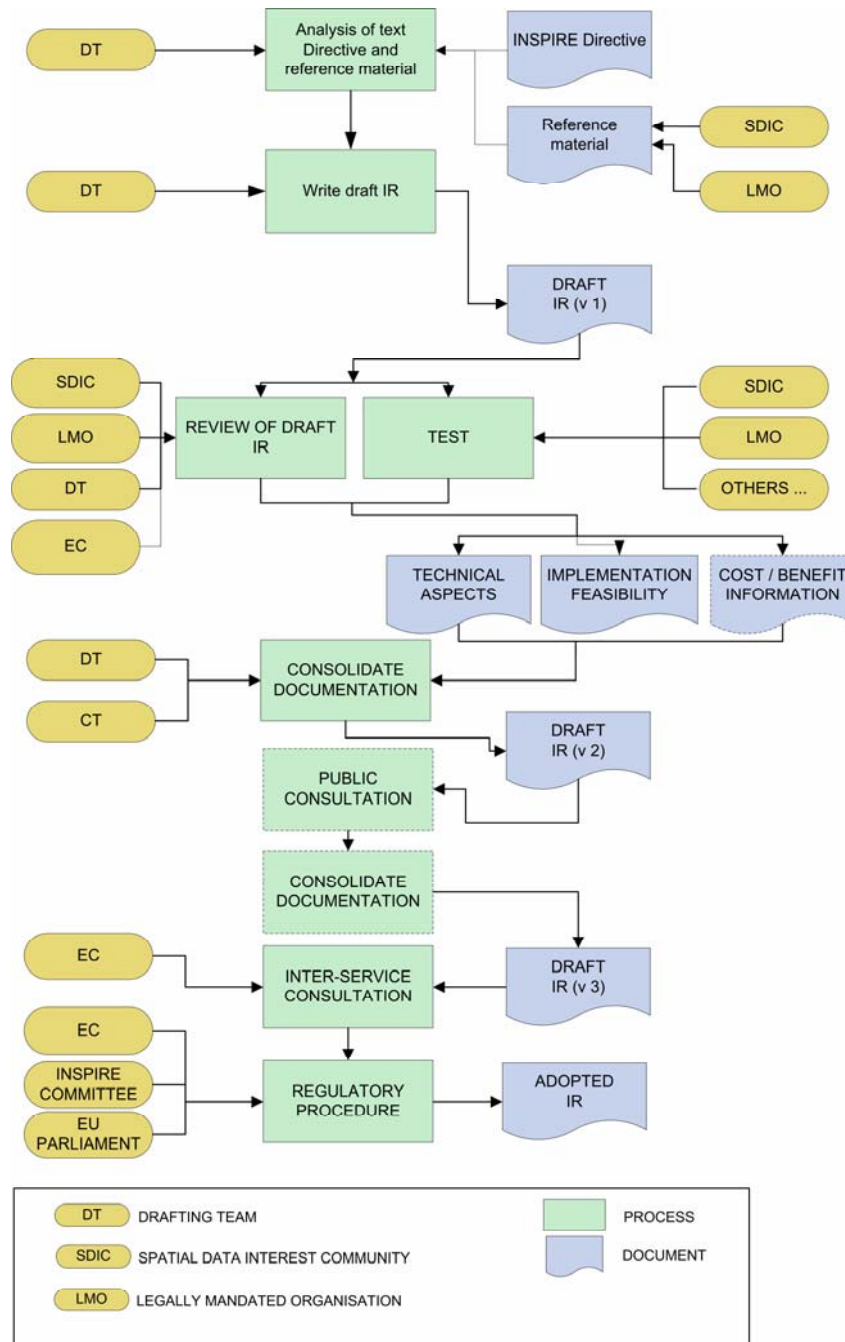 DT
Analysis of text
Directive and
reference material
INSPIRE Directive
Reference
material
SDIC
LMO
DT
Write draft IR
DRAFT
IR (v 1)
SDIC
LMO
DT
EC
REVIEW OF DRAFT
IR
TEST
SDIC
LMO
OTHERS ...
TECHNICAL
ASPECTS
IMPLEMENTATION
FEASIBILITY
COST / BENEFIT
INFORMATION
DT
CT
CONSOLIDATE
DOCUMENTATION
DRAFT
IR (v 2)
PUBLIC
CONSULTATION
CONSOLIDATE
DOCUMENTATION
EC
INTER-SERVICE
CONSULTATION
DRAFT
IR (v 3)
EC
INSPIRE
COMMITTEE
EU
PARLIAMENT
REGULATORY
PROCEDURE
ADOPTED
IR
DT DRAFTING TEAM
SDIC SPATIAL DATA INTEREST COMMUNITY
LMO LEGALLY MANDATED ORGANISATION
PROCESS
DOCUMENT